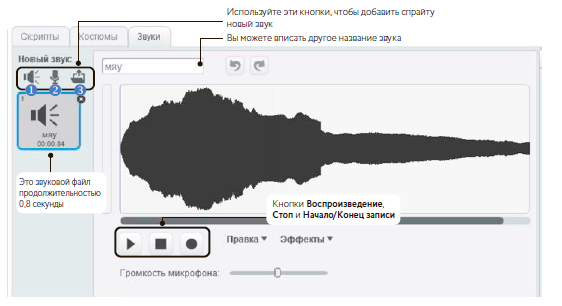 Используйте эти кнопки, чтобы добавить спрайту
новый звук
Скрипты Костюмы Звуки
Вы можете вписать другое название звука
Новый звук:
мяу
1 2 3
1
мяу
00:00.84
Это звуковой файл
продолжительностью
0,8 секунды
Кнопки Воспроизведение,
Стоп и Начало/Конец записи
Правка Эффекты
Громкость микрофона: